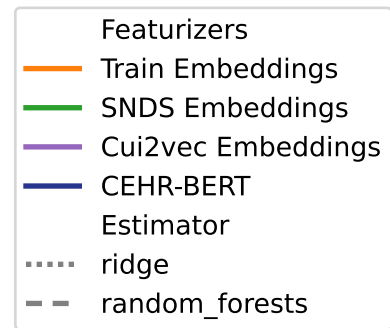 Featurizers
Train Embeddings
SNDS Embeddings
Cui2vec Embeddings
CEHR-BERT
Estimator
ridge
random_forests